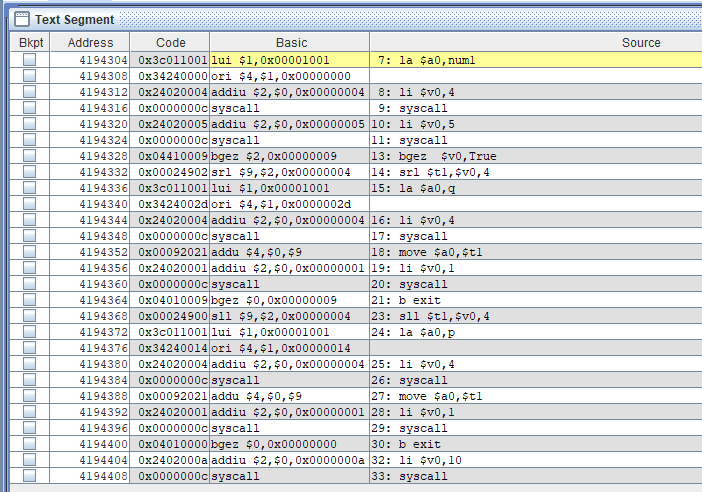 Text Segment
Bkpt Address Code Basic Source
4194304 0x3c011001 lui $1,0x00001001 7: la $a0,num1
4194308 0x34240000 ori $4,$1,0x00000000
4194312 0x24020004 addiu $2,$0,0x00000004 8: li $v0,4
4194316 0x0000000c syscall 9: syscall
4194320 0x24020005 addiu $2,$0,0x00000005 10: li $v0,5
4194324 0x0000000c syscall 11: syscall
4194328 0x04410009 bgez $2,0x00000009 13: bgez $v0,True
4194332 0x00024902 srl $9,$2,0x00000004 14: srl $t1,$v0,4
4194336 0x3c011001 lui $1,0x00001001 15: la $a0,q
4194340 0x3424002d ori $4,$1,0x0000002d
4194344 0x24020004 addiu $2,$0,0x00000004 16: li $v0,4
4194348 0x0000000c syscall 17: syscall
4194352 0x00092021 addu $4,$0,$9 18: move $a0,$t1
4194356 0x24020001 addiu $2,$0,0x00000001 19: li $v0,1
4194360 0x0000000c syscall 20: syscall
4194364 0x04010009 bgez $0,0x00000009 21: b exit
4194368 0x00024900 sll $9,$2,0x00000004 23: sll $t1,$v0,4
4194372 0x3c011001 lui $1,0x00001001 24: la $a0,p
4194376 0x34240014 ori $4,$1,0x00000014
4194380 0x24020004 addiu $2,$0,0x00000004 25: li $v0,4
4194384 0x0000000c syscall 26: syscall
4194388 0x00092021 addu $4,$0,$9 27: move $a0,$t1
4194392 0x24020001 addiu $2,$0,0x00000001 28: li $v0,1
4194396 0x0000000c syscall 29: syscall
4194400 0x04010000 bgez $0,0x00000000 30: b exit
4194404 0x2402000a addiu $2,$0,0x0000000a 32: li $v0,10
4194408 0x0000000c syscall 33: syscall